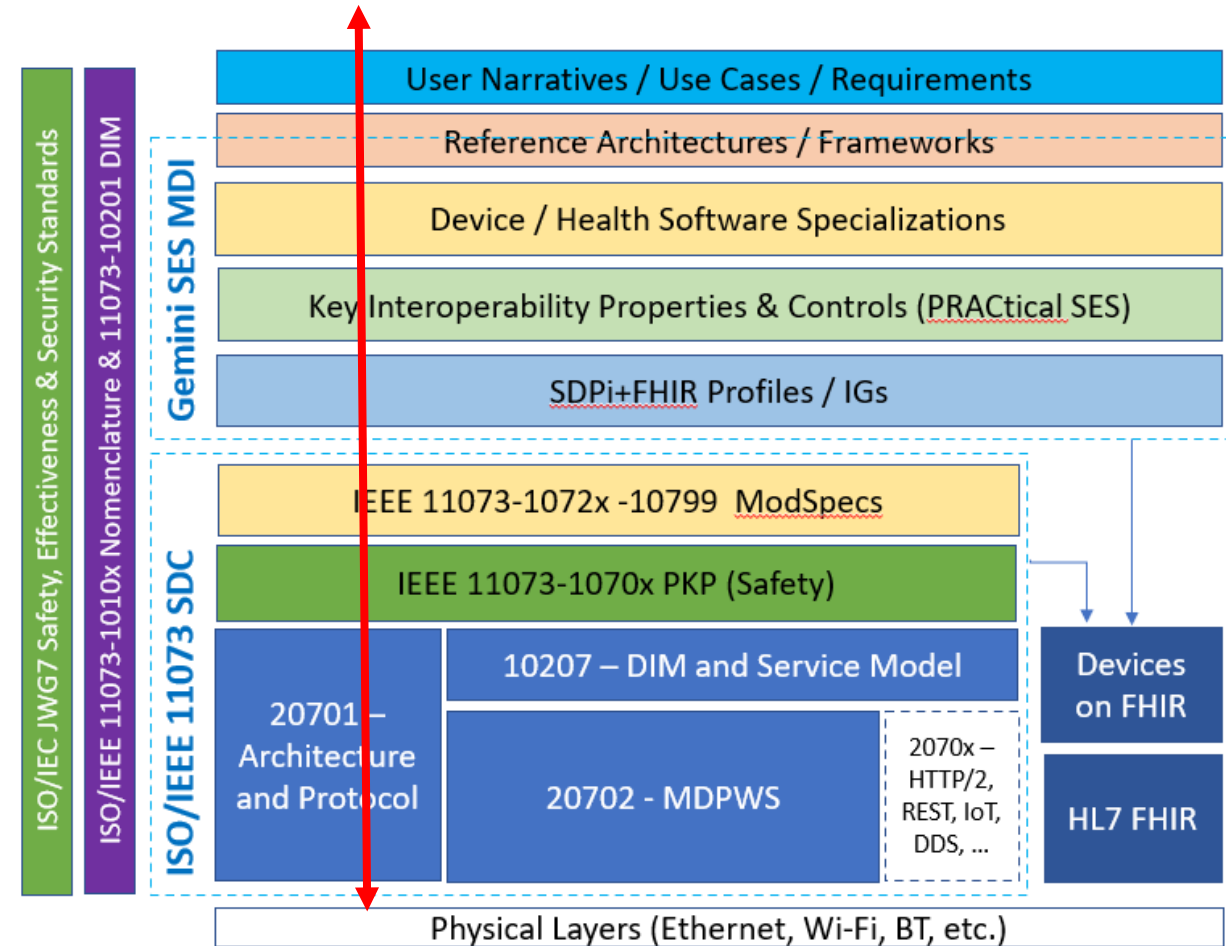 ISO/IEC JWG7 Safety, Effectiveness & Security Standards
ISO/IEEE 11073-1010x Nomenclature & 11073-10201 DIM
User Narratives / Use Cases / Requirements
Gemini SES MDI
Reference Architectures / Frameworks
Device / Health Software Specializations
Key Interoperability Properties & Controls (PRACtical SES)
SDPi+FHIR Profiles / IGs
ISO/IEEE 11073 SDC
IEEE 11073-1072x -10799 ModSpecs
IEEE 11073-1070x PKP (Safety)
20701 –
Architecture
and Protocol
10207 – DIM and Service Model
20702 - MDPWS
2070x –
HTTP/2,
REST, IoT,
DDS, ...
Devices
on FHIR
HL7 FHIR
Physical Layers (Ethernet, Wi-Fi, BT, etc.)